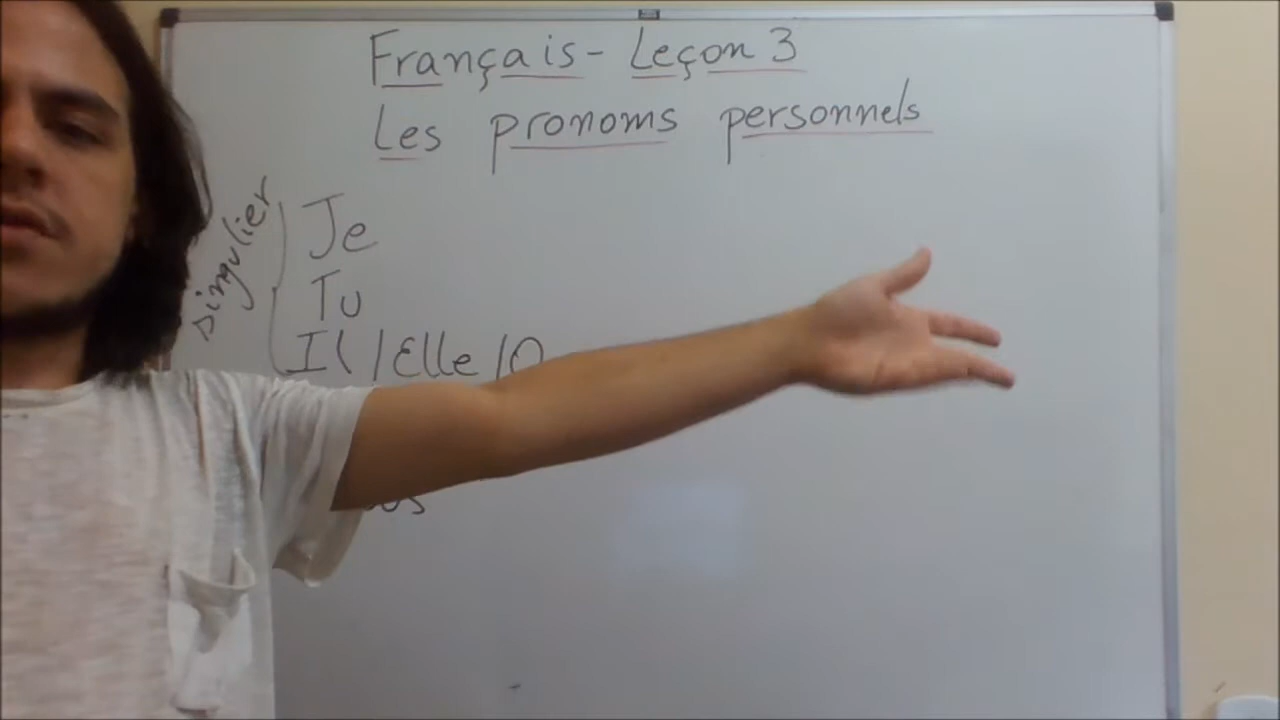 Français - Leçon 3
Les pronoms personnels
singulier
Je
Tu
Il / Elle / O